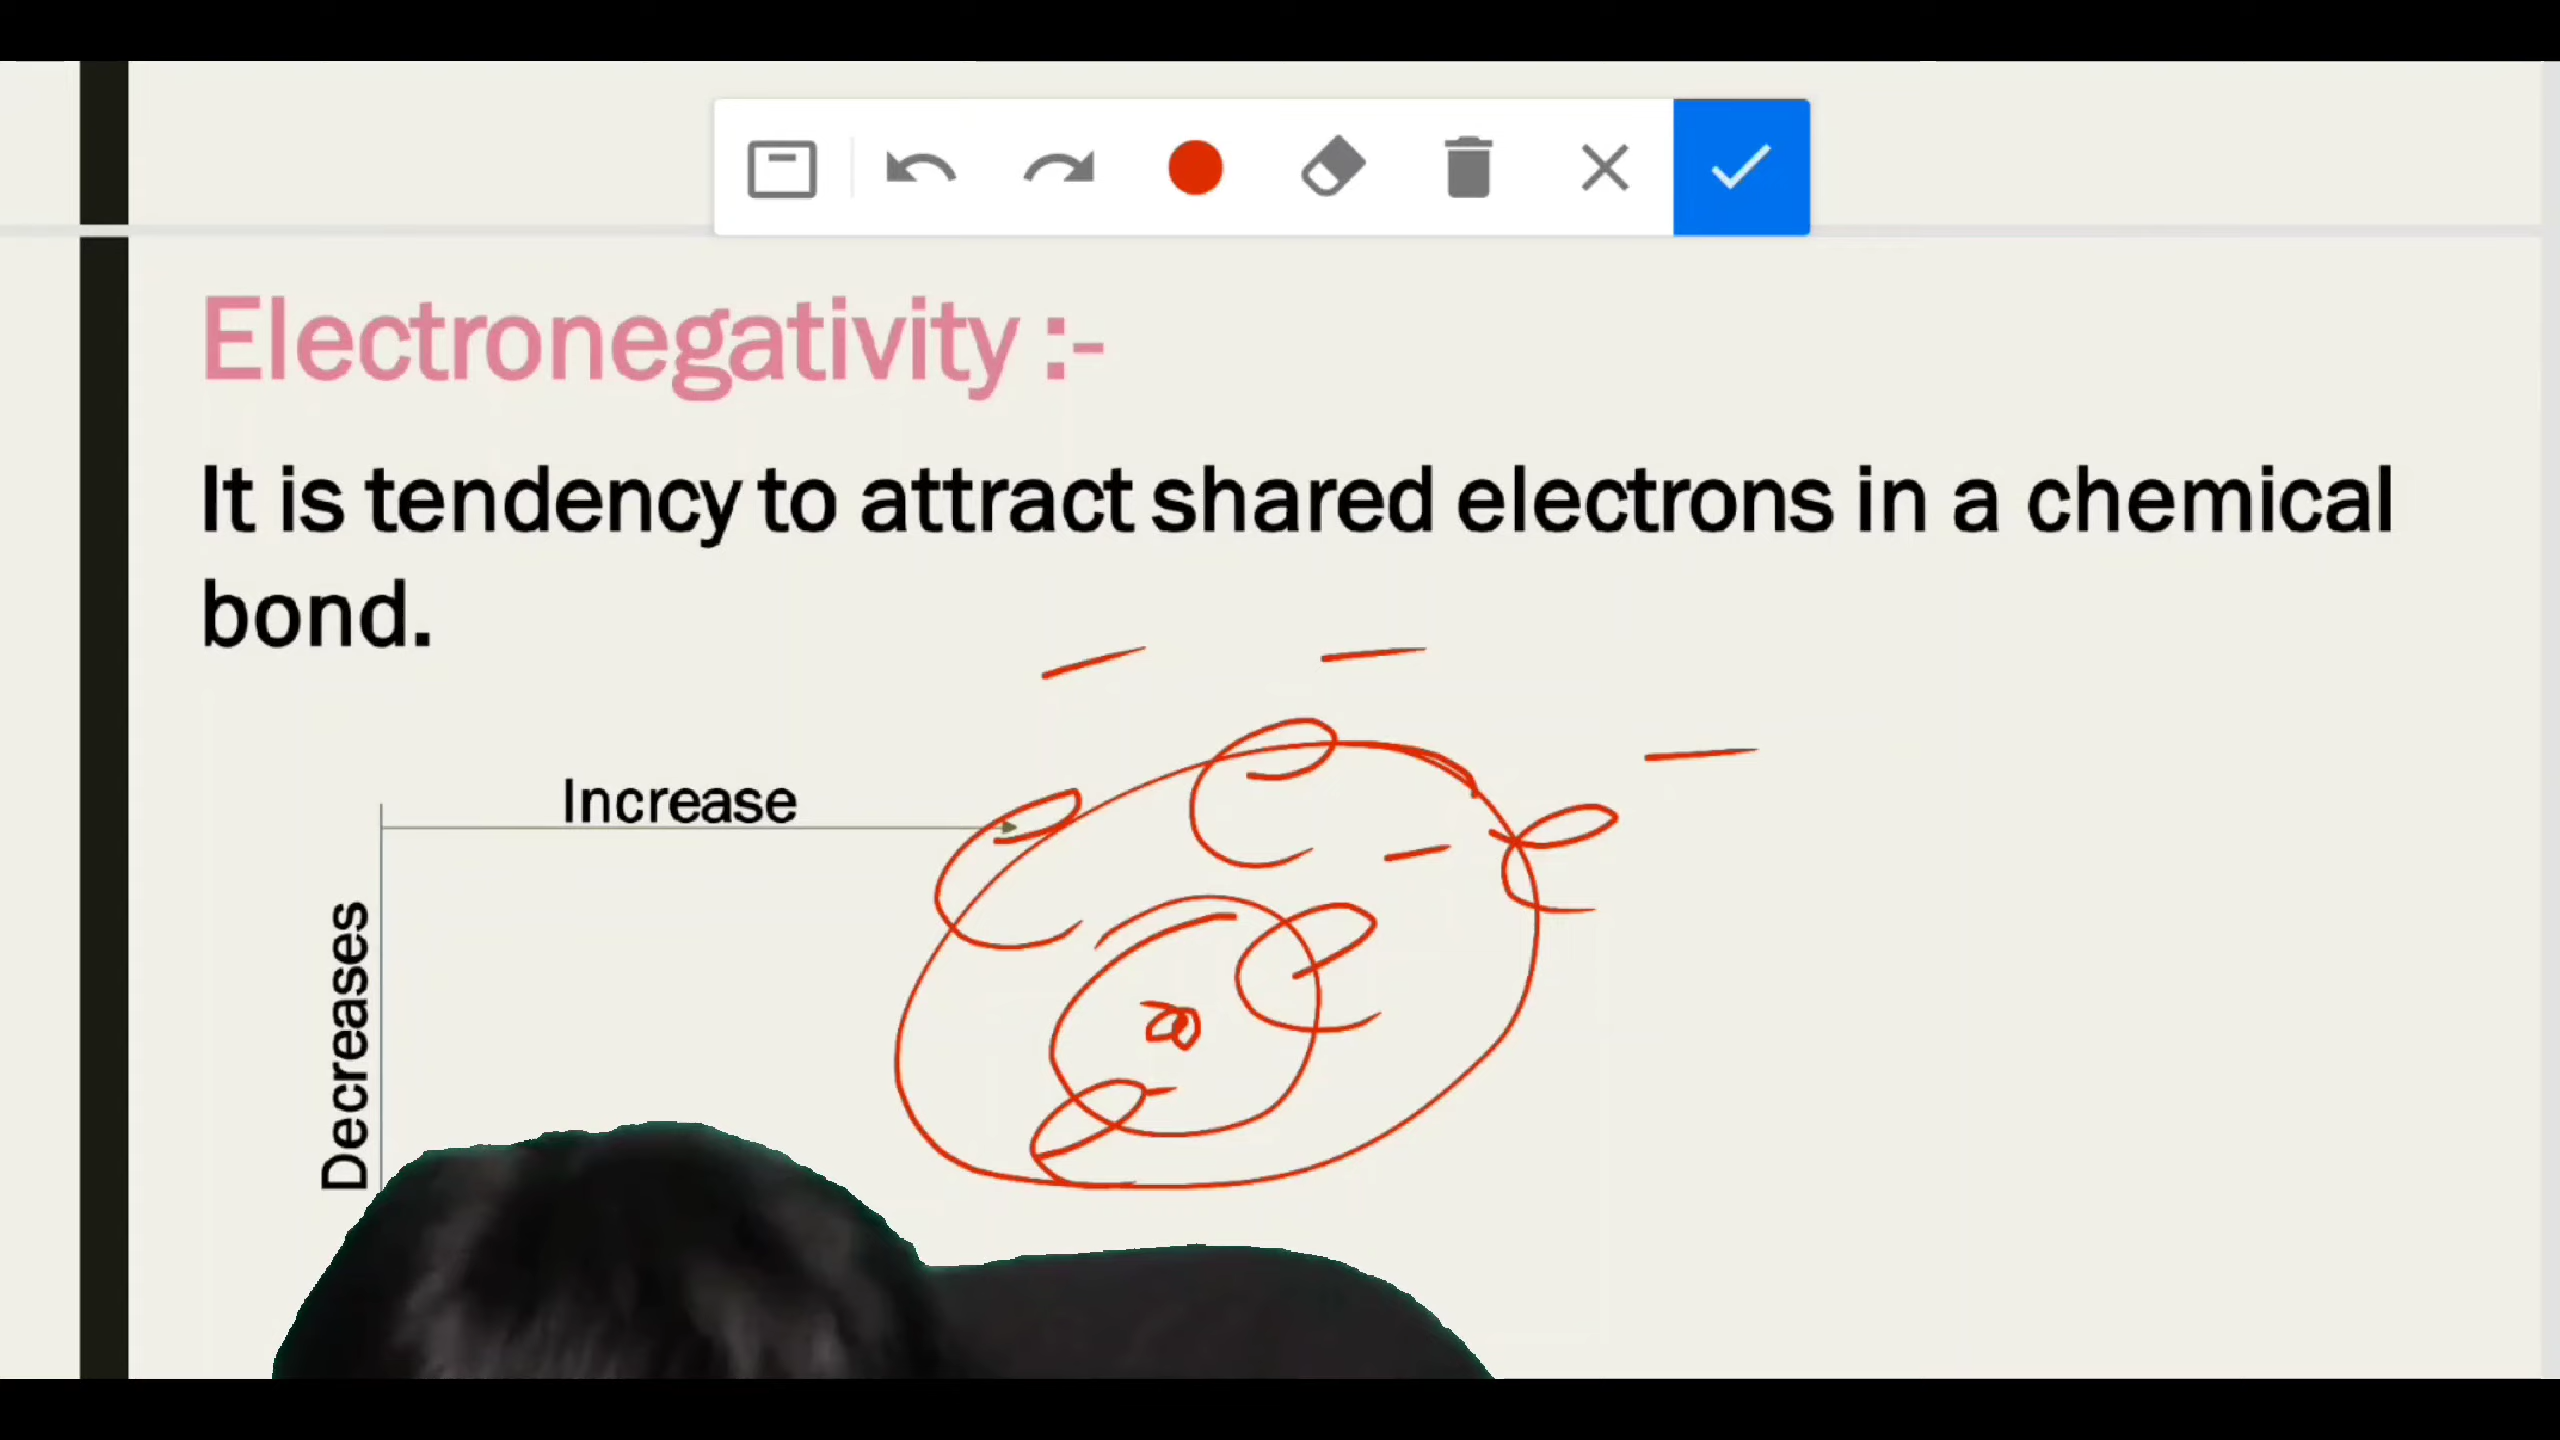 Electronegativity :-
It is tendency to attract shared electrons in a chemical
bond.
Increase
Decreases
e
e
e
e
e